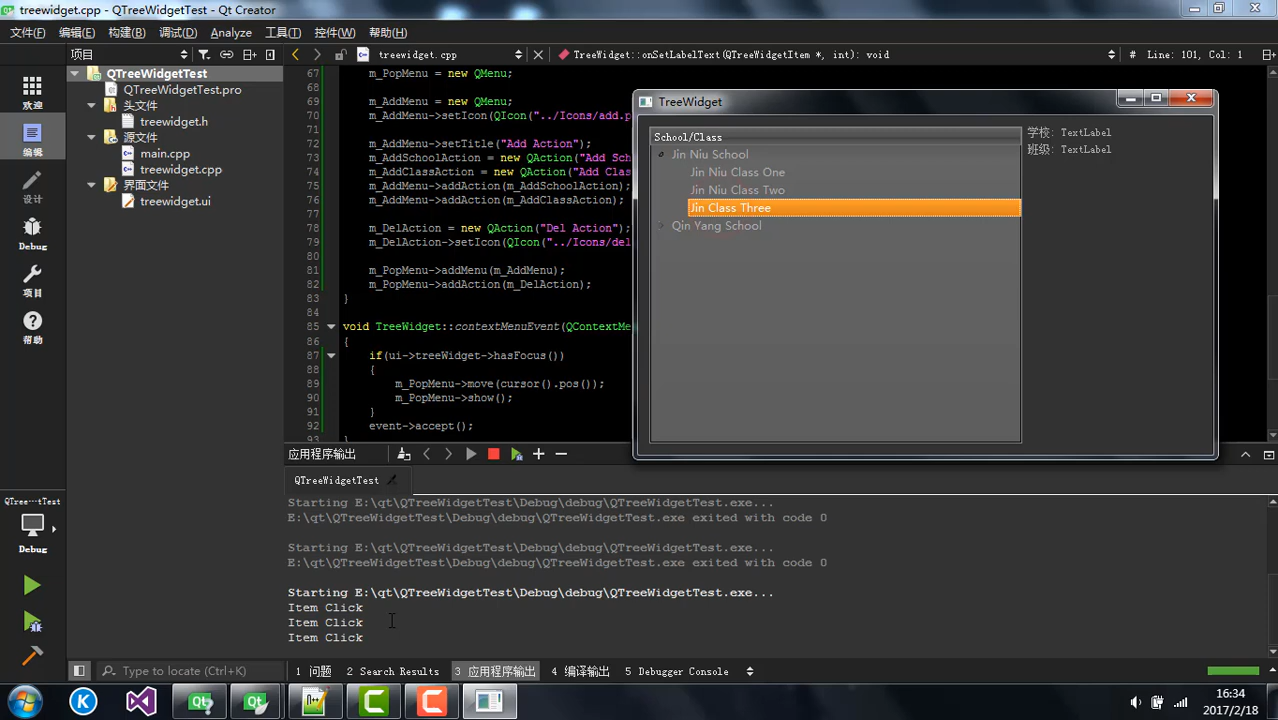 treewidget.cpp - QTreeWidgetTest - Qt Creator
文件(F) 编辑(E) 构建(B) 调试(D) Analyze 工具(T) 控件(W) 帮助(H)
项目
treewidget.cpp
TreeWidget::onSetLabelText(QTreeWidgetItem *, int): void
# Line: 101, Col: 1
欢迎
编辑
设计
Debug
项目
帮助
QTreeWidgetTest
QTreeWidgetTest.pro
头文件
treewidget.h
源文件
main.cpp
treewidget.cpp
界面文件
treewidget.ui
67 m_PopMenu = new QMenu;
68
69 m_AddMenu = new QMenu;
70 m_AddMenu->setIcon(QIcon("../Icons/add.p
71 m_AddMenu->setTitle("Add Action");
72 m_AddSchoolAction = new QAction("Add Sch
74 m_AddClassAction = new QAction("Add Clas
75 m_AddMenu->addAction(m_AddSchoolAction);
76 m_AddMenu->addAction(m_AddClassAction);
77
78 m_DelAction = new QAction("Del Action");
79 m_DelAction->setIcon(QIcon("../Icons/del
81 m_PopMenu->addMenu(m_AddMenu);
82 m_PopMenu->addAction(m_DelAction);
83 }
85 void TreeWidget::contextMenuEvent(QContextMe
86 {
87 if(ui->treeWidget->hasFocus())
88 {
89 m_PopMenu->move(cursor().pos());
90 m_PopMenu->show();
91 }
92 event->accept();
93 }
TreeWidget
School/Class
Jin Niu School
Jin Niu Class One
Jin Niu Class Two
Jin Class Three
Qin Yang School
学校: TextLabel
班级: TextLabel
应用程序输出
QTreeWidgetTest
Starting E:\qt\QTreeWidgetTest\Debug\debug\QTreeWidgetTest.exe...
E:\qt\QTreeWidgetTest\Debug\debug\QTreeWidgetTest.exe exited with code 0
Starting E:\qt\QTreeWidgetTest\Debug\debug\QTreeWidgetTest.exe...
E:\qt\QTreeWidgetTest\Debug\debug\QTreeWidgetTest.exe exited with code 0
Starting E:\qt\QTreeWidgetTest\Debug\debug\QTreeWidgetTest.exe...
Item Click
Item Click
Item Click
QTree···tTest
Debug
Type to locate (Ctrl+K)
1 问题 2 Search Results 3 应用程序输出 4 编译输出 5 Debugger Console
16:34
2017/2/18